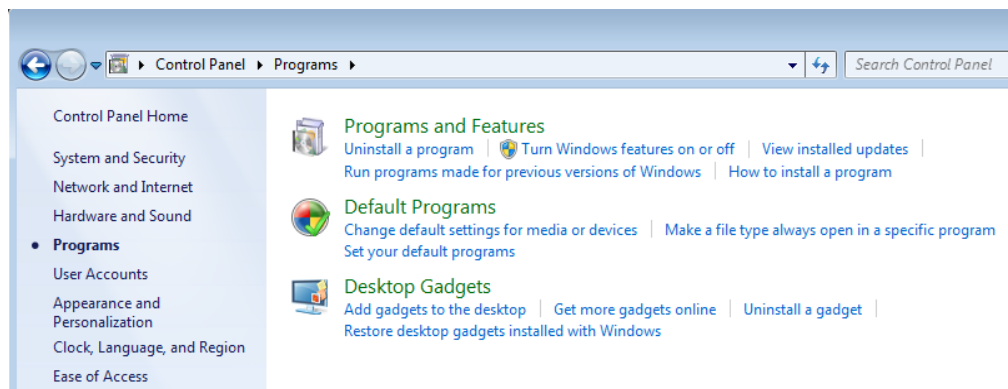 Control Panel Programs
Search Control Panel
Control Panel Home
System and Security
Network and Internet
Hardware and Sound
Programs
User Accounts
Appearance and
Personalization
Clock, Language, and Region
Ease of Access
Programs and Features
Uninstall a program Turn Windows features on or off View installed updates
Run programs made for previous versions of Windows How to install a program
Default Programs
Change default settings for media or devices Make a file type always open in a specific program
Set your default programs
Desktop Gadgets
Add gadgets to the desktop Get more gadgets online Uninstall a gadget
Restore desktop gadgets installed with Windows